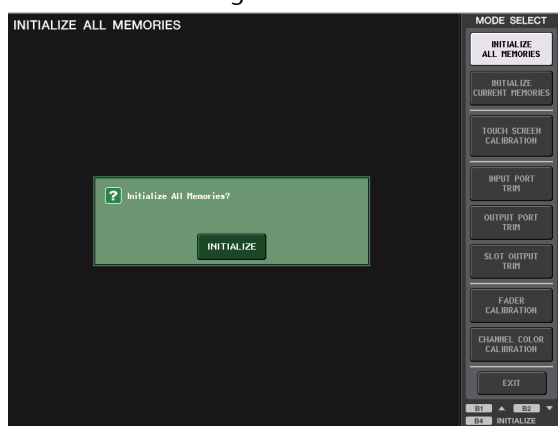 INITIALIZE ALL MEMORIES
? Initialize All Memories?
INITIALIZE
MODE SELECT
INITIALIZE
ALL MEMORIES
INITIALIZE
CURRENT MEMORIES
TOUCH SCREEN
CALIBRATION
INPUT PORT
TRIM
OUTPUT PORT
TRIM
SLOT OUTPUT
TRIM
FADER
CALIBRATION
CHANNEL COLOR
CALIBRATION
EXIT
B1 ▲ B2 ▼
B4 INITIALIZE